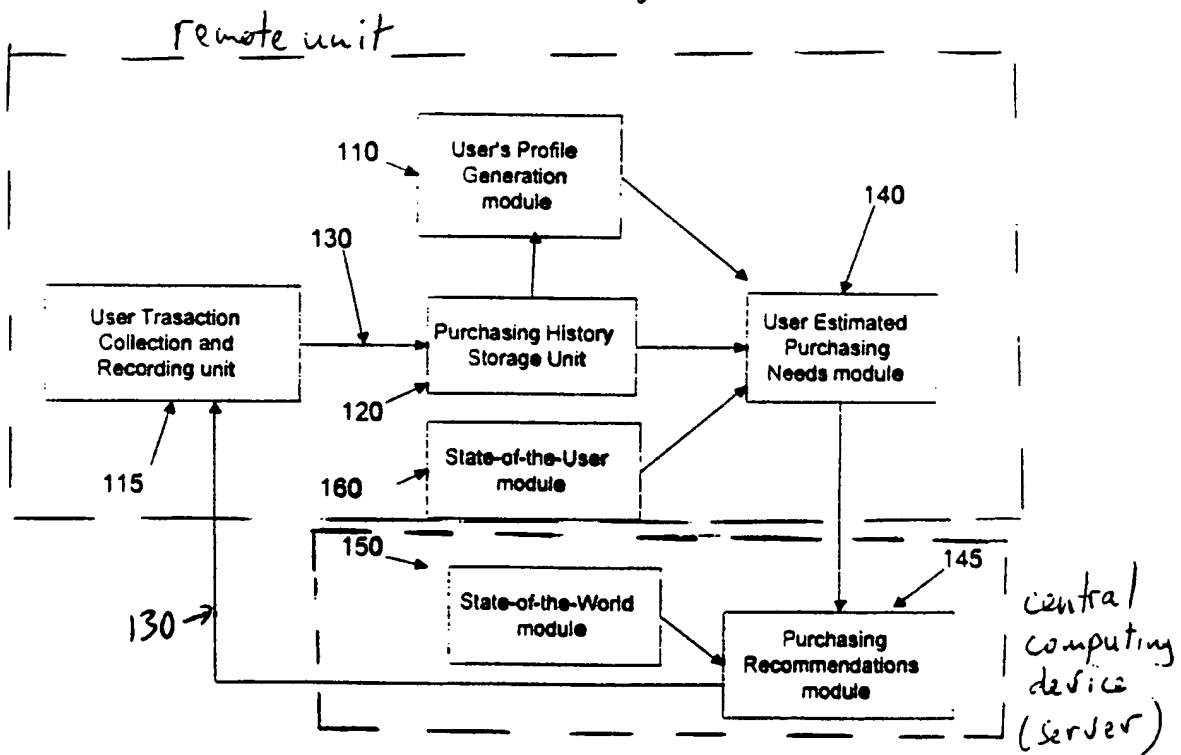 remote unit
110
User's Profile
Generation
module
140
130
User Trasaction
Collection and
Recording unit
Purchasing History
Storage Unit
User Estimated
Purchasing
Needs module
120
115
160
State-of-the-User
module
150
145
State-of-the-World
module
130
Purchasing
Recommendations
module
central
computing
device
(server)